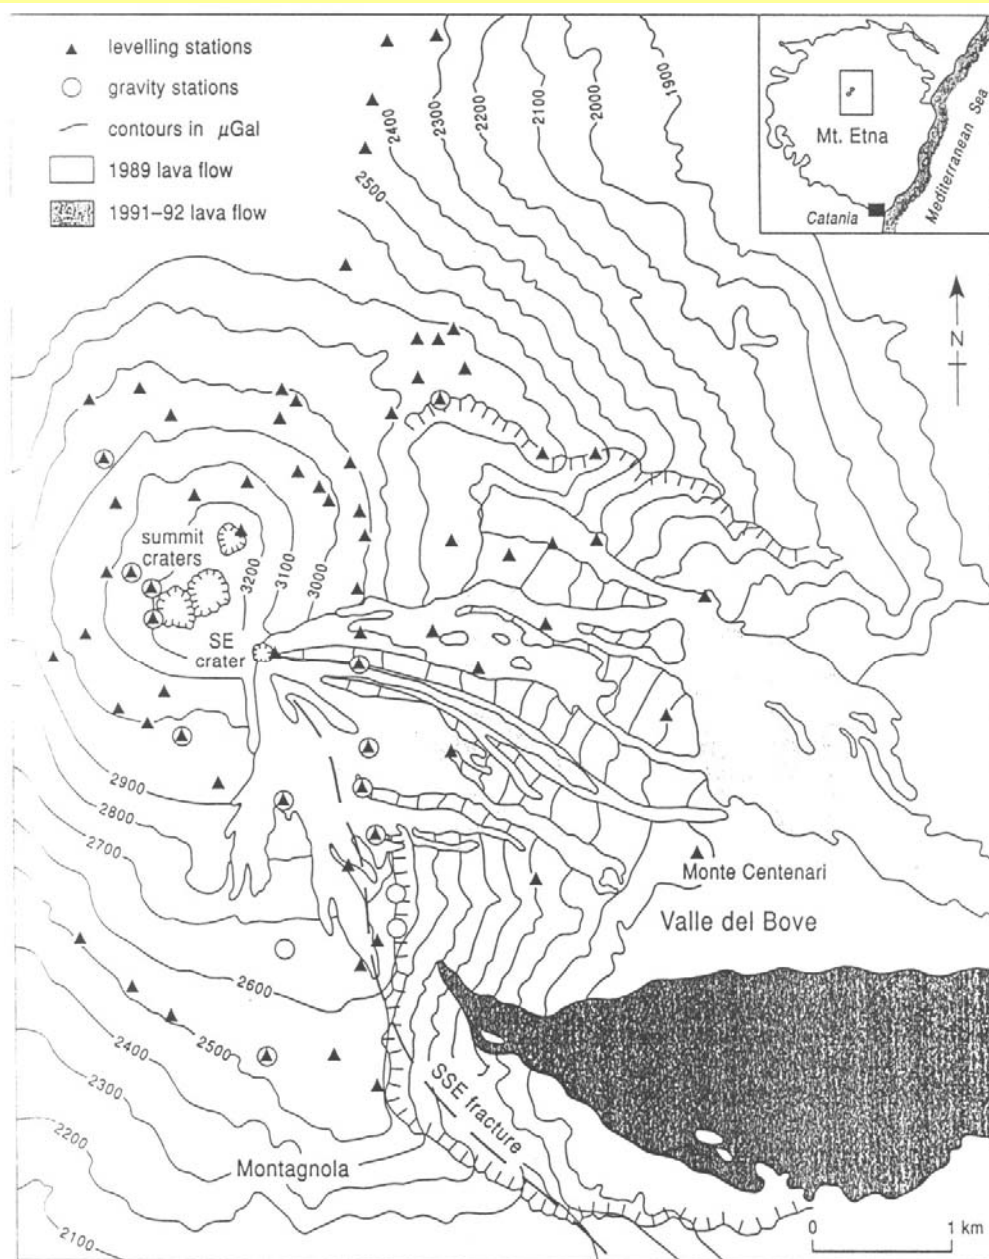 levelling stations
gravity stations
contours in μGal
1989 lava flow
1991–92 lava flow
Mt. Etna
Catania
Mediterranean Sea
N
2400
2300
2200
2100
2000
1900
2500
summit
craters
3200
3100
3000
SE
crater
2900
2800
2700
2600
2500
2400
2300
2200
2100
Monte Centenari
Valle del Bove
SSE fracture
Montagnola
0
1 km